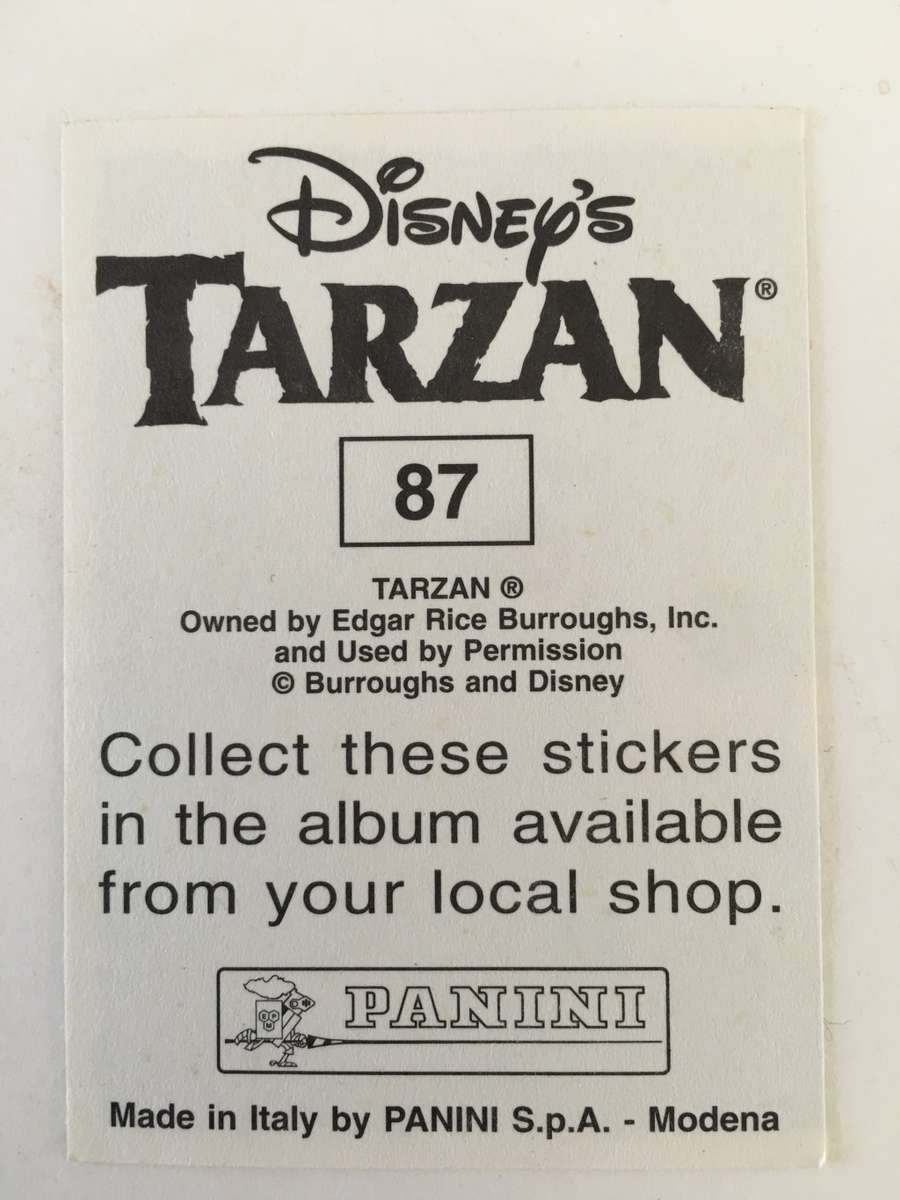 Disney's
TARZAN®
87
TARZAN ®
Owned by Edgar Rice Burroughs, Inc.
and Used by Permission
© Burroughs and Disney
Collect these stickers
in the album available
from your local shop.
PANINI
Made in Italy by PANINI S.p.A. - Modena